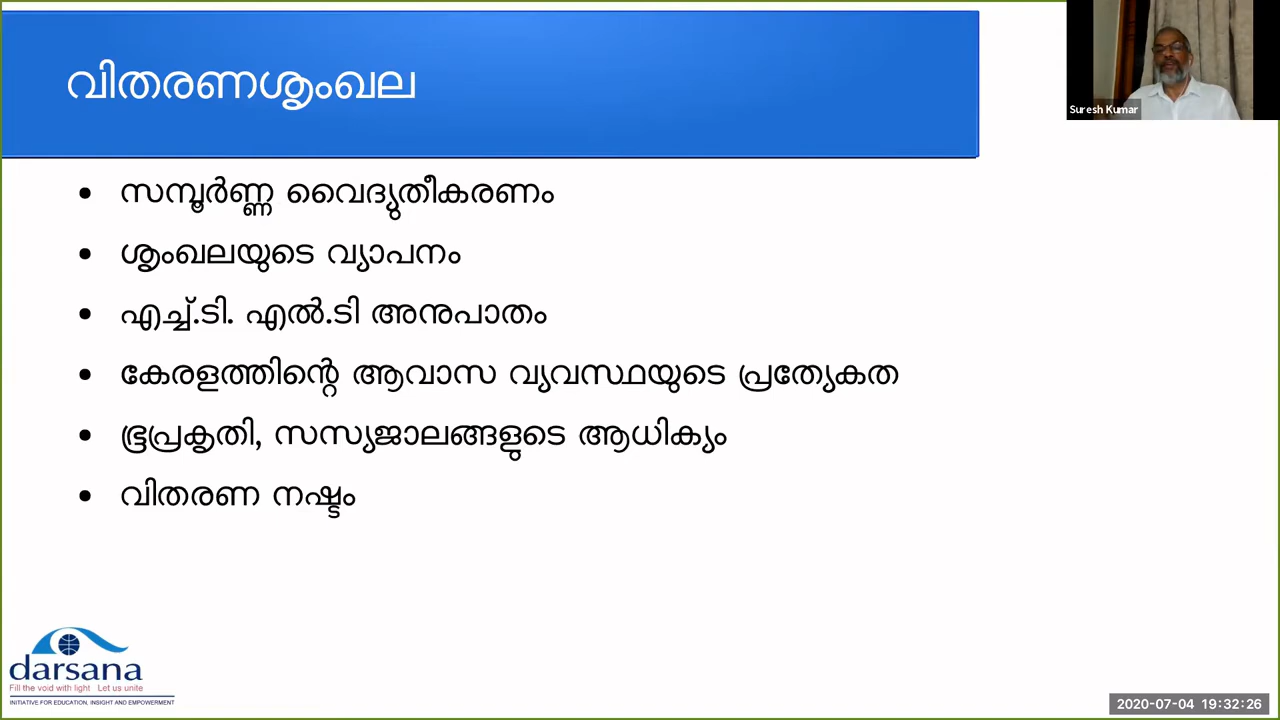 വിതരണശൃംഖല
Suresh Kumar
• സമ്പൂർണ്ണ വൈദ്യുതീകരണം
• ശൃംഖലയുടെ വ്യാപനം
• എച്ച്.ടി. എൽ.ടി അനുപാതം
• കേരളത്തിന്റെ ആവാസ വ്യവസ്ഥയുടെ പ്രത്യേകത
• ഭൂപ്രകൃതി, സസ്യജാലങ്ങളുടെ ആധിക്യം
• വിതരണ നഷ്ടം
darsana
Fill the void with light Let us unite
INITIATIVE FOR EDUCATION, INSIGHT AND EMPOWERMENT
2020-07-04 19:32:26